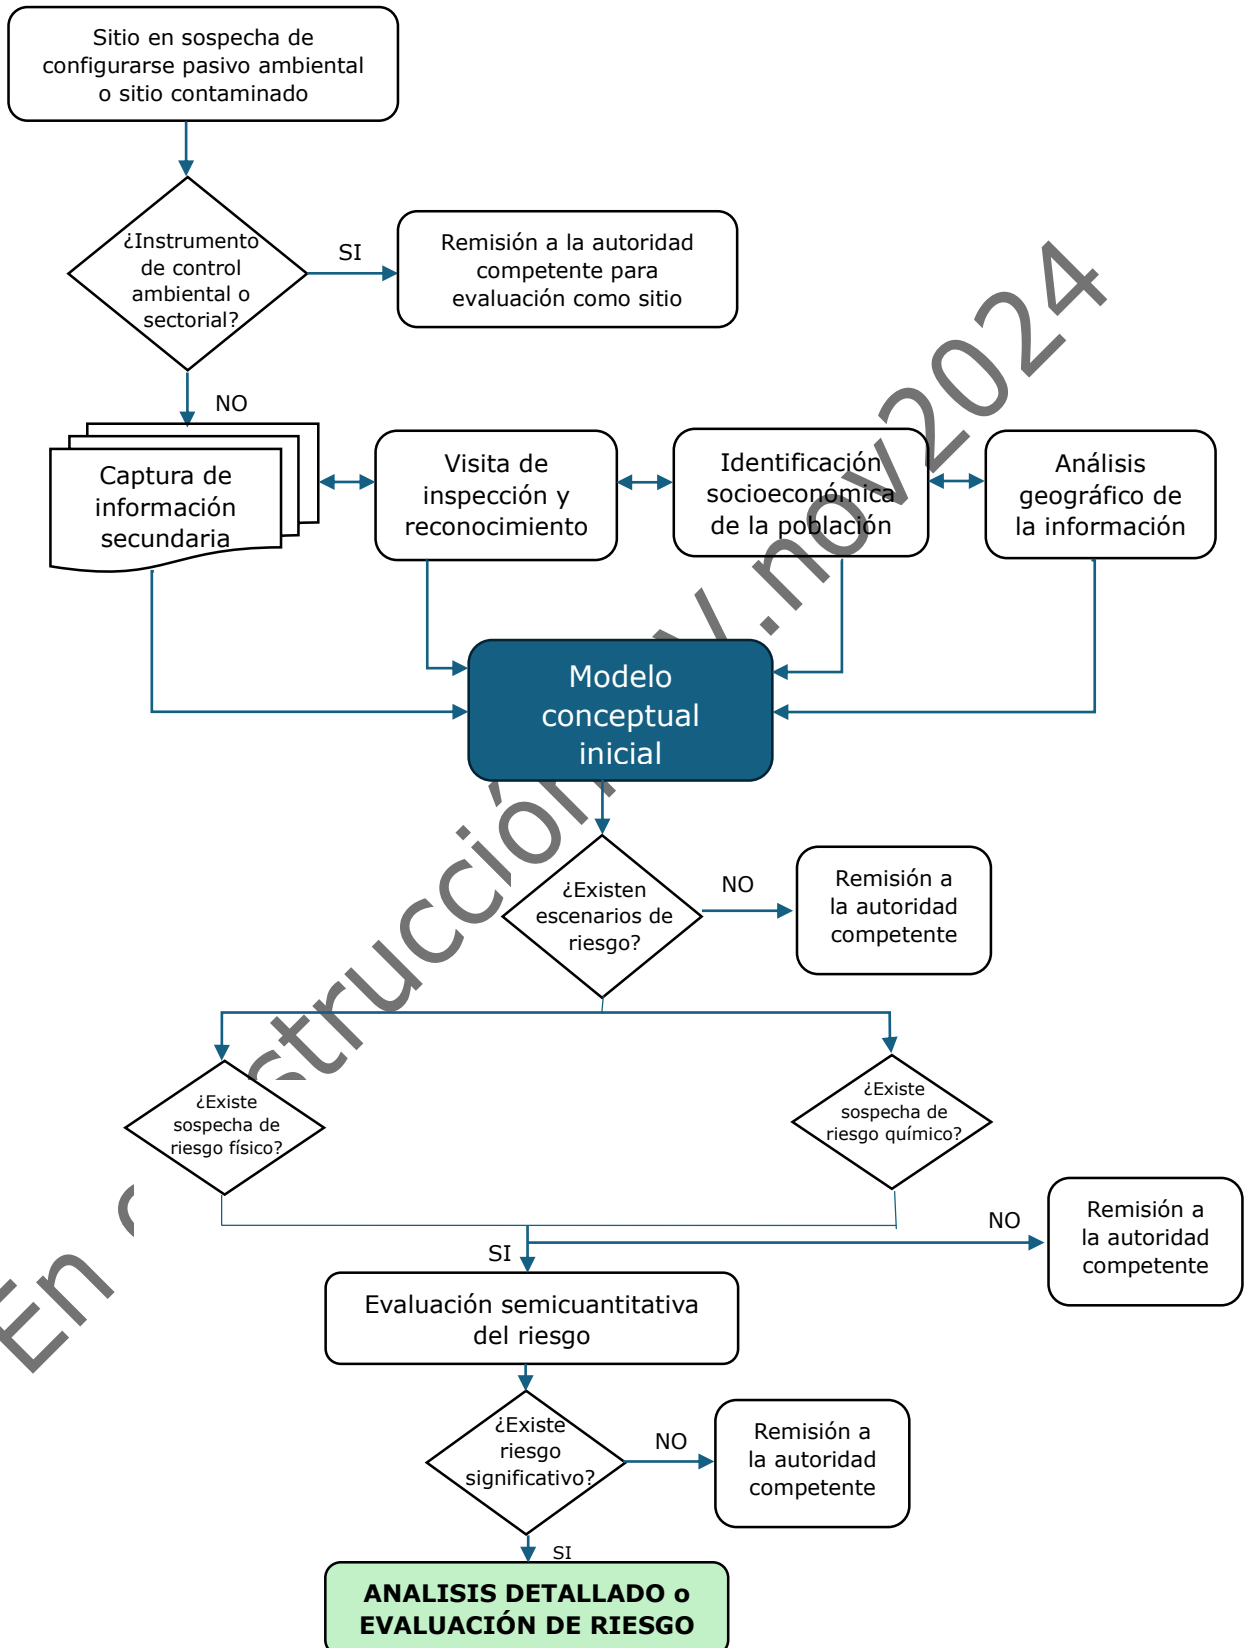 Sitio en sospecha de
configurarse pasivo ambiental
o sitio contaminado
¿Instrumento
de control
ambiental o
sectorial?
SI
Remisión a la autoridad
competente para
evaluación como sitio
NO
Captura de
información
secundaria
Visita de
inspección y
reconocimiento
Identificación
socioeconómica
de la población
Análisis
geográfico de
la información
Modelo
conceptual
inicial
¿Existen
escenarios de
riesgo?
NO
Remisión a
la autoridad
competente
¿Existe
sospecha de
riesgo físico?
¿Existe
sospecha de
riesgo químico?
NO
Remisión a
la autoridad
competente
SI
Evaluación semicuantitativa
del riesgo
¿Existe
riesgo
significativo?
NO
Remisión a
la autoridad
competente
SI
ANALISIS DETALLADO o
EVALUACIÓN DE RIESGO
En
nov2024